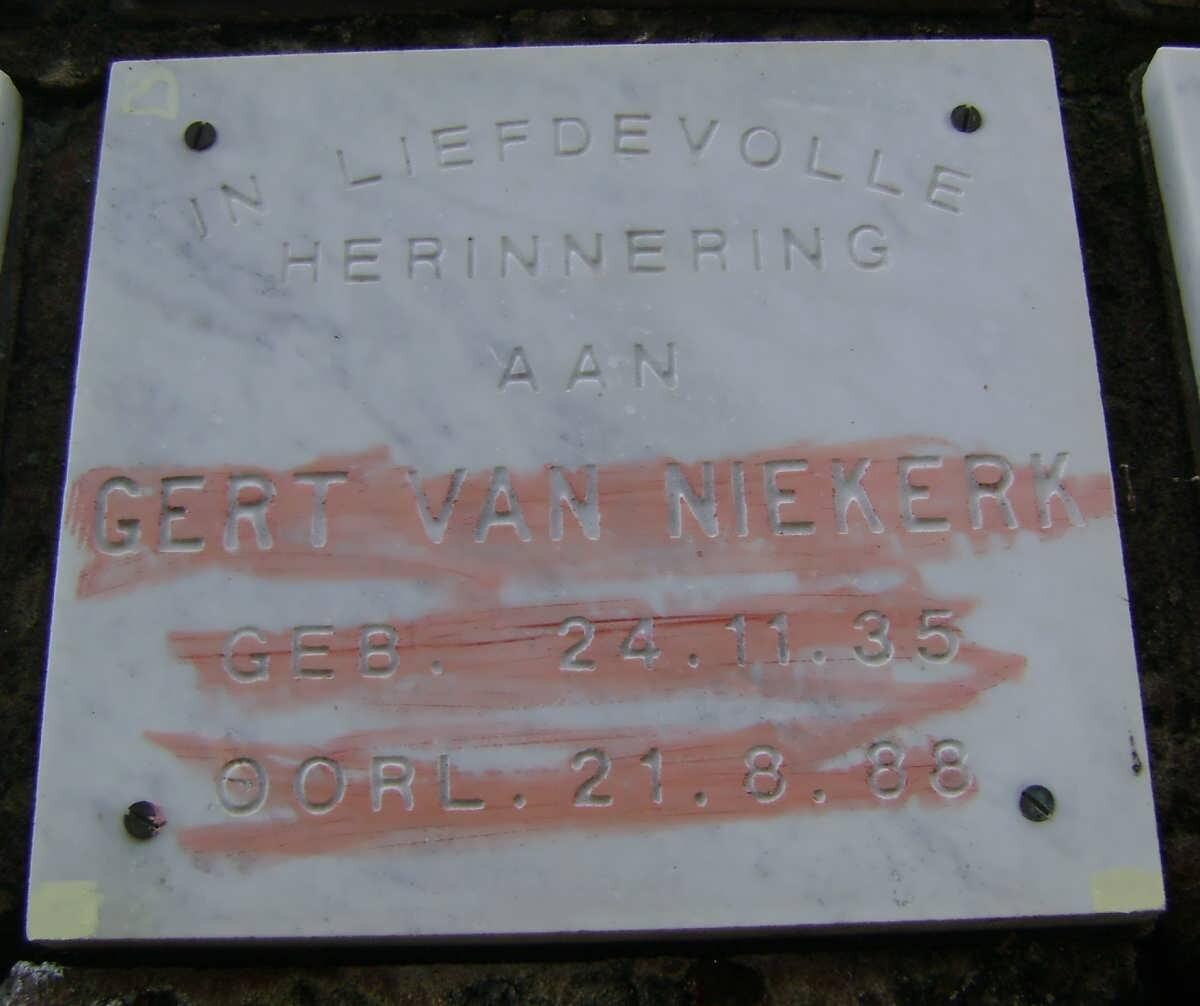 IN LIEFDEVOLLE
HERINNERING
AAN
GERT VAN NIEKERK
GEB. 24.11.35
OORL. 21.8.88